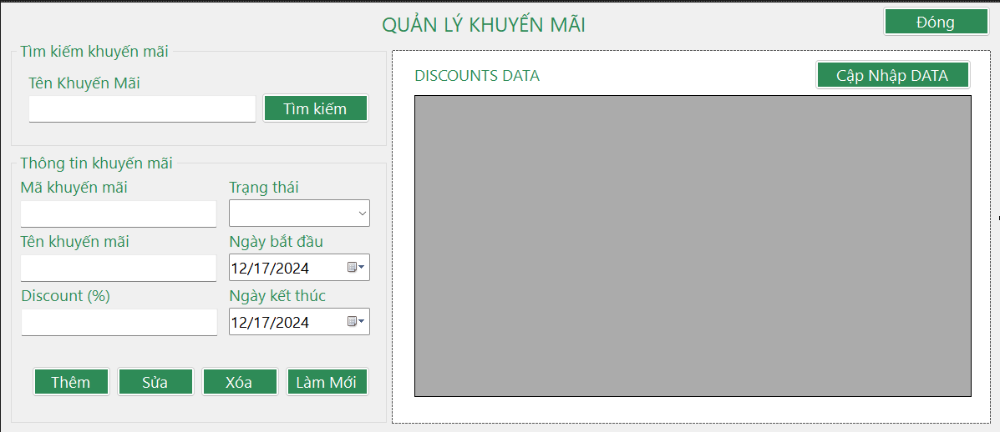 QUẢN LÝ KHUYẾN MÃI
Đóng
Tìm kiếm khuyến mãi
Tên Khuyến Mãi
Tìm kiếm
Thông tin khuyến mãi
Mã khuyến mãi
Trạng thái
Tên khuyến mãi
Ngày bắt đầu
12/17/2024
Discount (%)
Ngày kết thúc
12/17/2024
Thêm
Sửa
Xóa
Làm Mới
DISCOUNTS DATA
Cập Nhập DATA